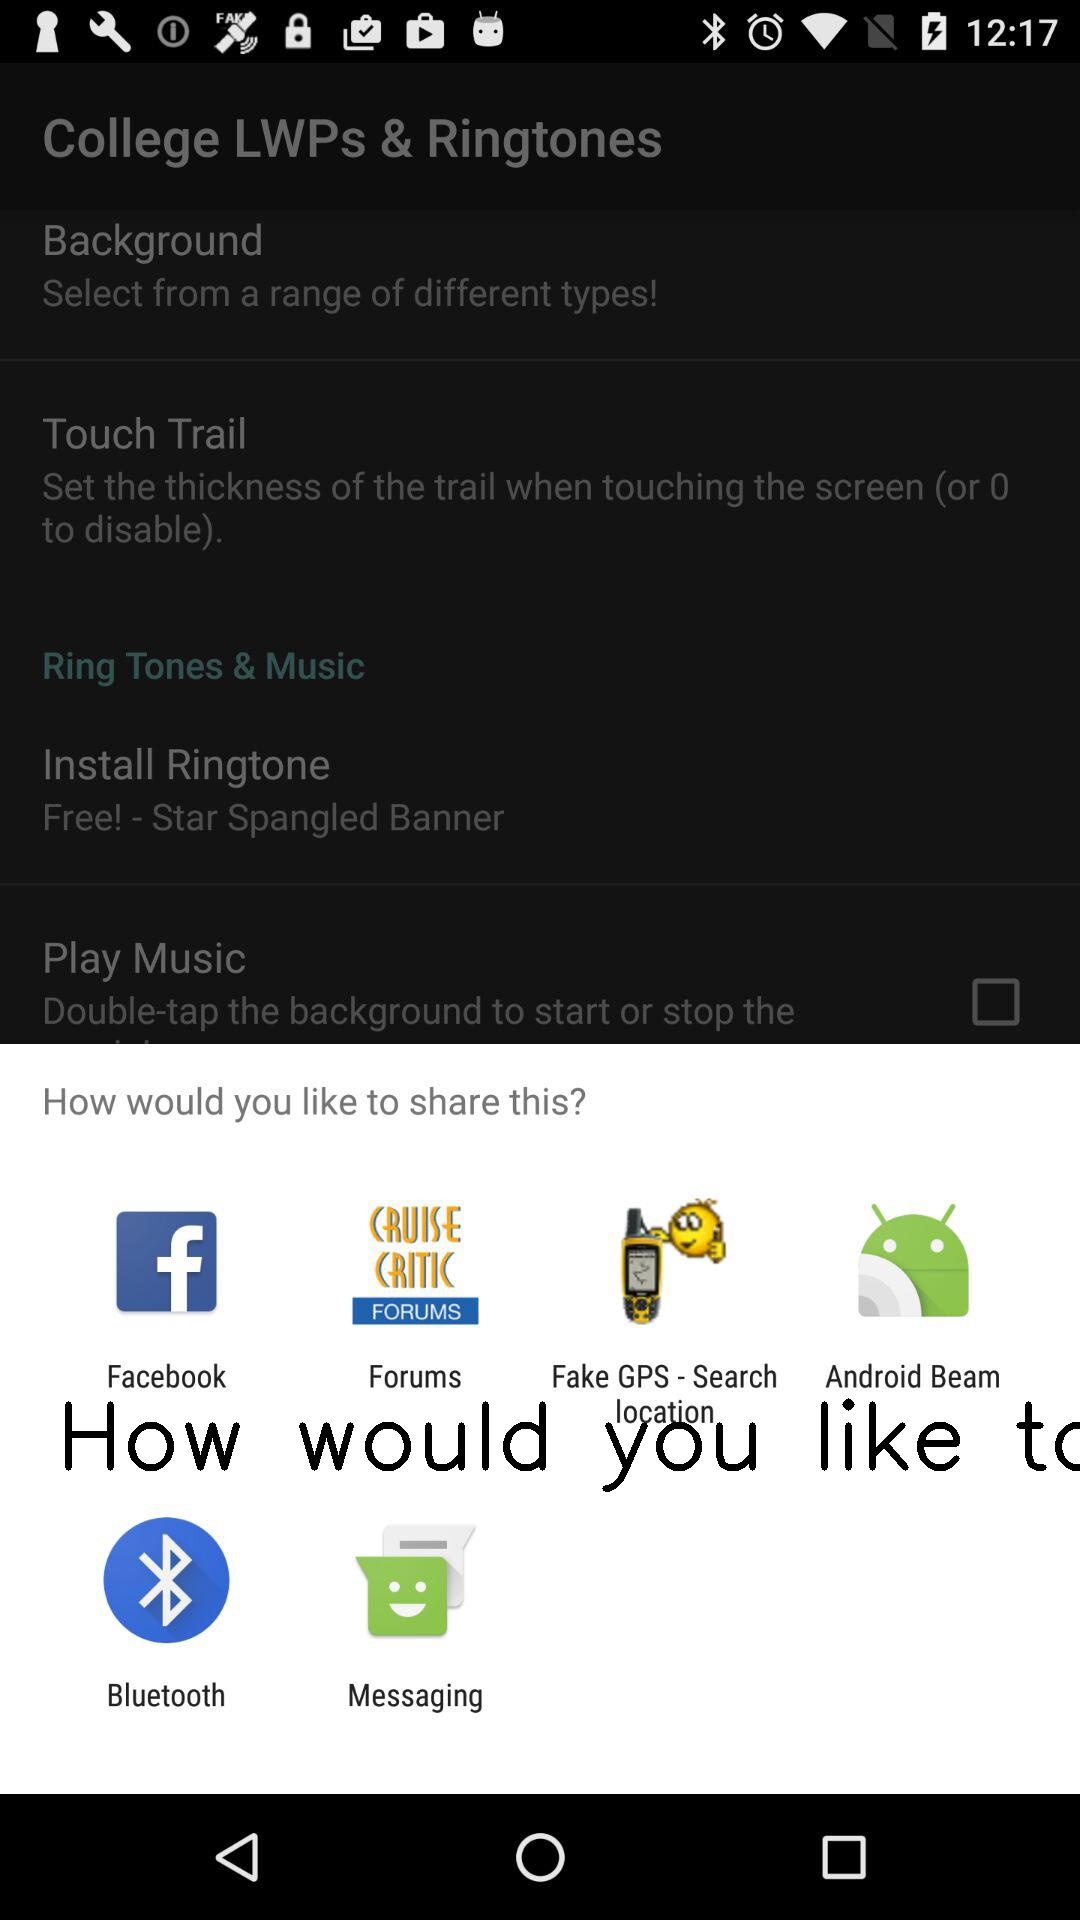 FAKE
12:17
College LWPs & Ringtones
Background
Select from a range of different types!
Touch Trail
Set the thickness of the trail when touching the screen (or 0
to disable).
Ring Tones & Music
Install Ringtone
Free! - Star Spangled Banner
Play Music
Double-tap the background to start or stop the
How would you like to share this?
CRUISE
CRITIC
FORUMS
Facebook
Forums
Fake GPS - Search
location
Android Beam
How would you like to
Bluetooth
Messaging